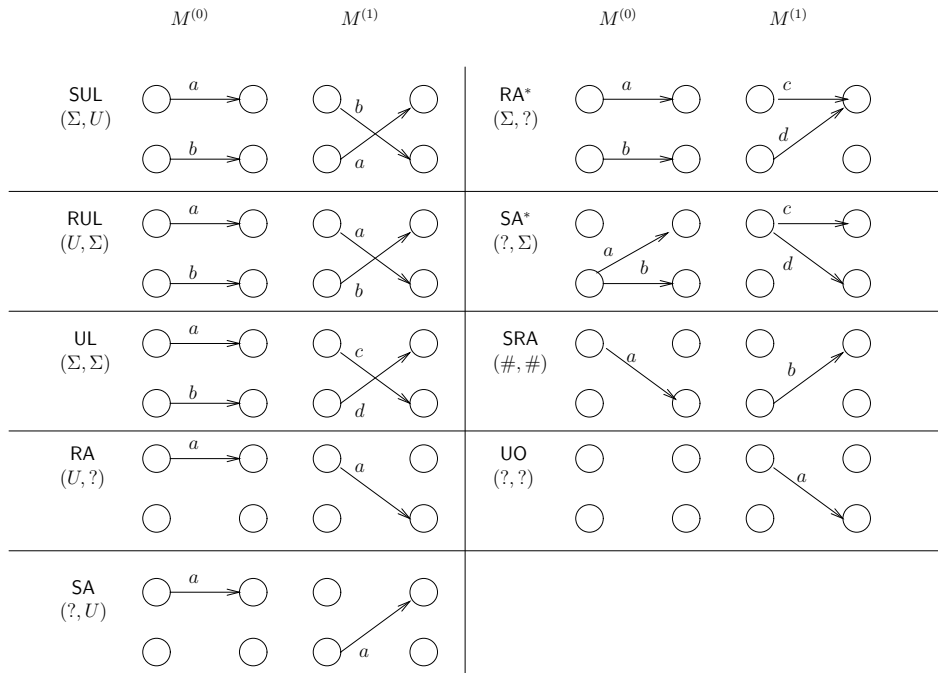 M^{(0)} M^{(1)} M^{(0)} M^{(1)}
SUL
(Σ, U)
a
b
b
a
RA*
(Σ, ?)
a
b
c
d
RUL
(U, Σ)
a
b
a
b
SA*
(?, Σ)
a
b
c
d
UL
(Σ, Σ)
a
b
c
d
SRA
(#, #)
a
b
RA
(U, ?)
a
a
UO
(?, ?)
a
SA
(?, U)
a
a